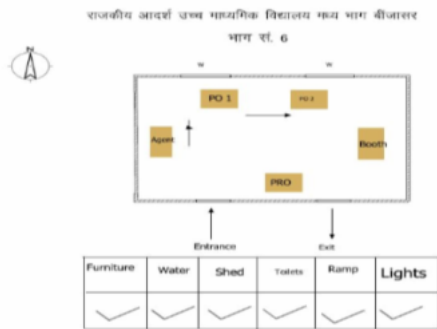 राजकीय आदर्श उच्च माध्यमिक विद्यालय मध्य भाग बीजासर
भाग सं. 6
N
W W
PO 1 PO 2
Agent Booth
PRO
Entrance Exit
Furniture Water Shed Toilets Ramp Lights